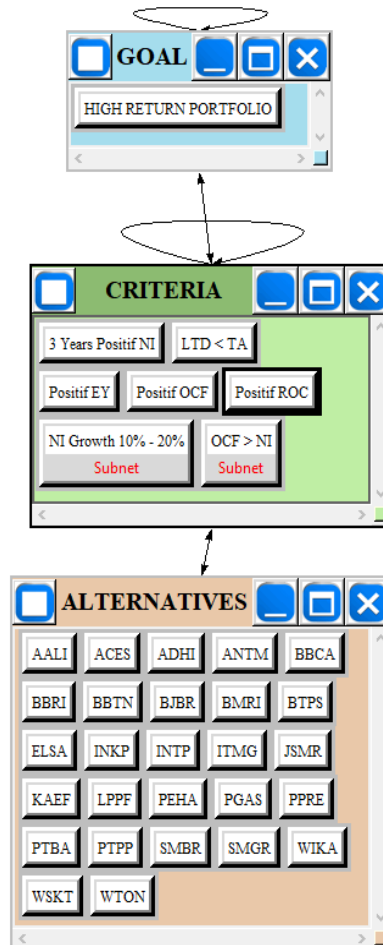 GOAL
HIGH RETURN PORTFOLIO
CRITERIA
3 Years Positif NI LTD < TA
Positif EY Positif OCF Positif ROC
NI Growth 10% - 20% OCF > NI
Subnet Subnet
ALTERNATIVES
AALI ACES ADHI ANTM BBCA
BBRI BBTN BJBR BMRI BTPS
ELSA INKP INTP ITMG JSMR
KAEF LPPF PEHA PGAS PPRE
PTBA PTPP SMBR SMGR WIKA
WSKT WTON